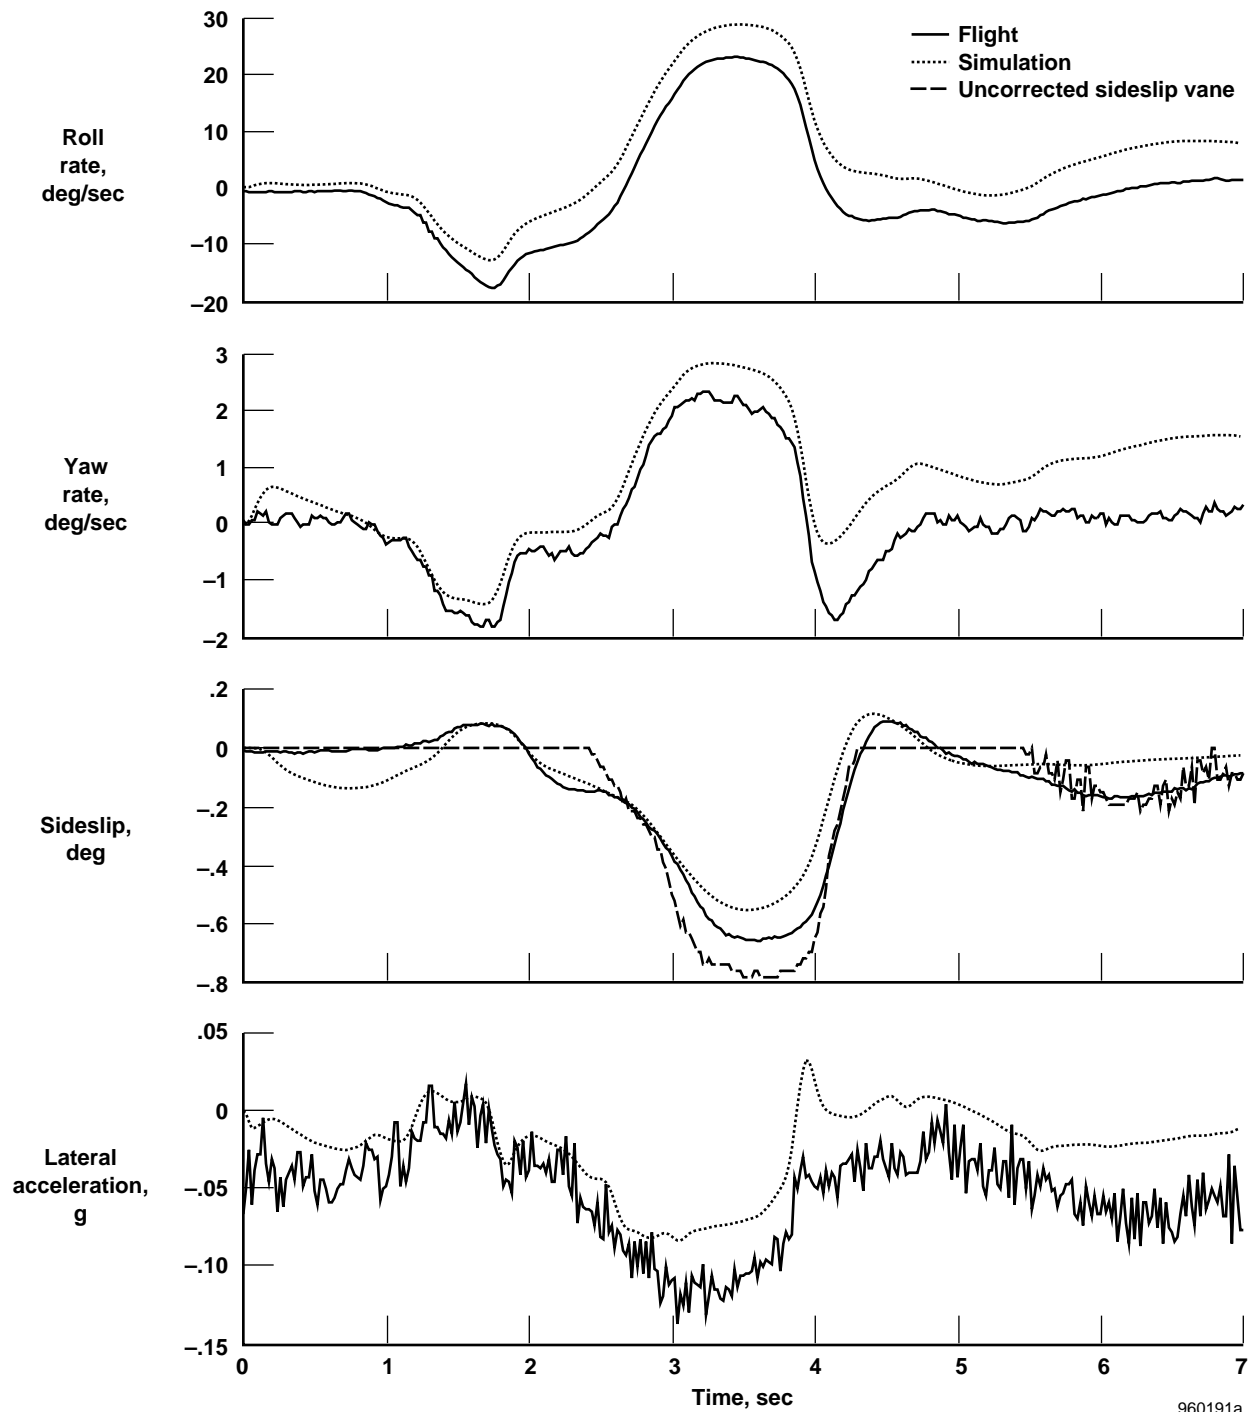 30
20
10
0
–10
–20
Roll
rate,
deg/sec
Flight
Simulation
Uncorrected sideslip vane
3
2
1
0
–1
–2
Yaw
rate,
deg/sec
.2
0
–.2
–.4
–.6
–.8
Sideslip,
deg
.05
0
–.05
–.10
–.15
Lateral
acceleration,
g
0 1 2 3 4 5 6 7
Time, sec
960191a